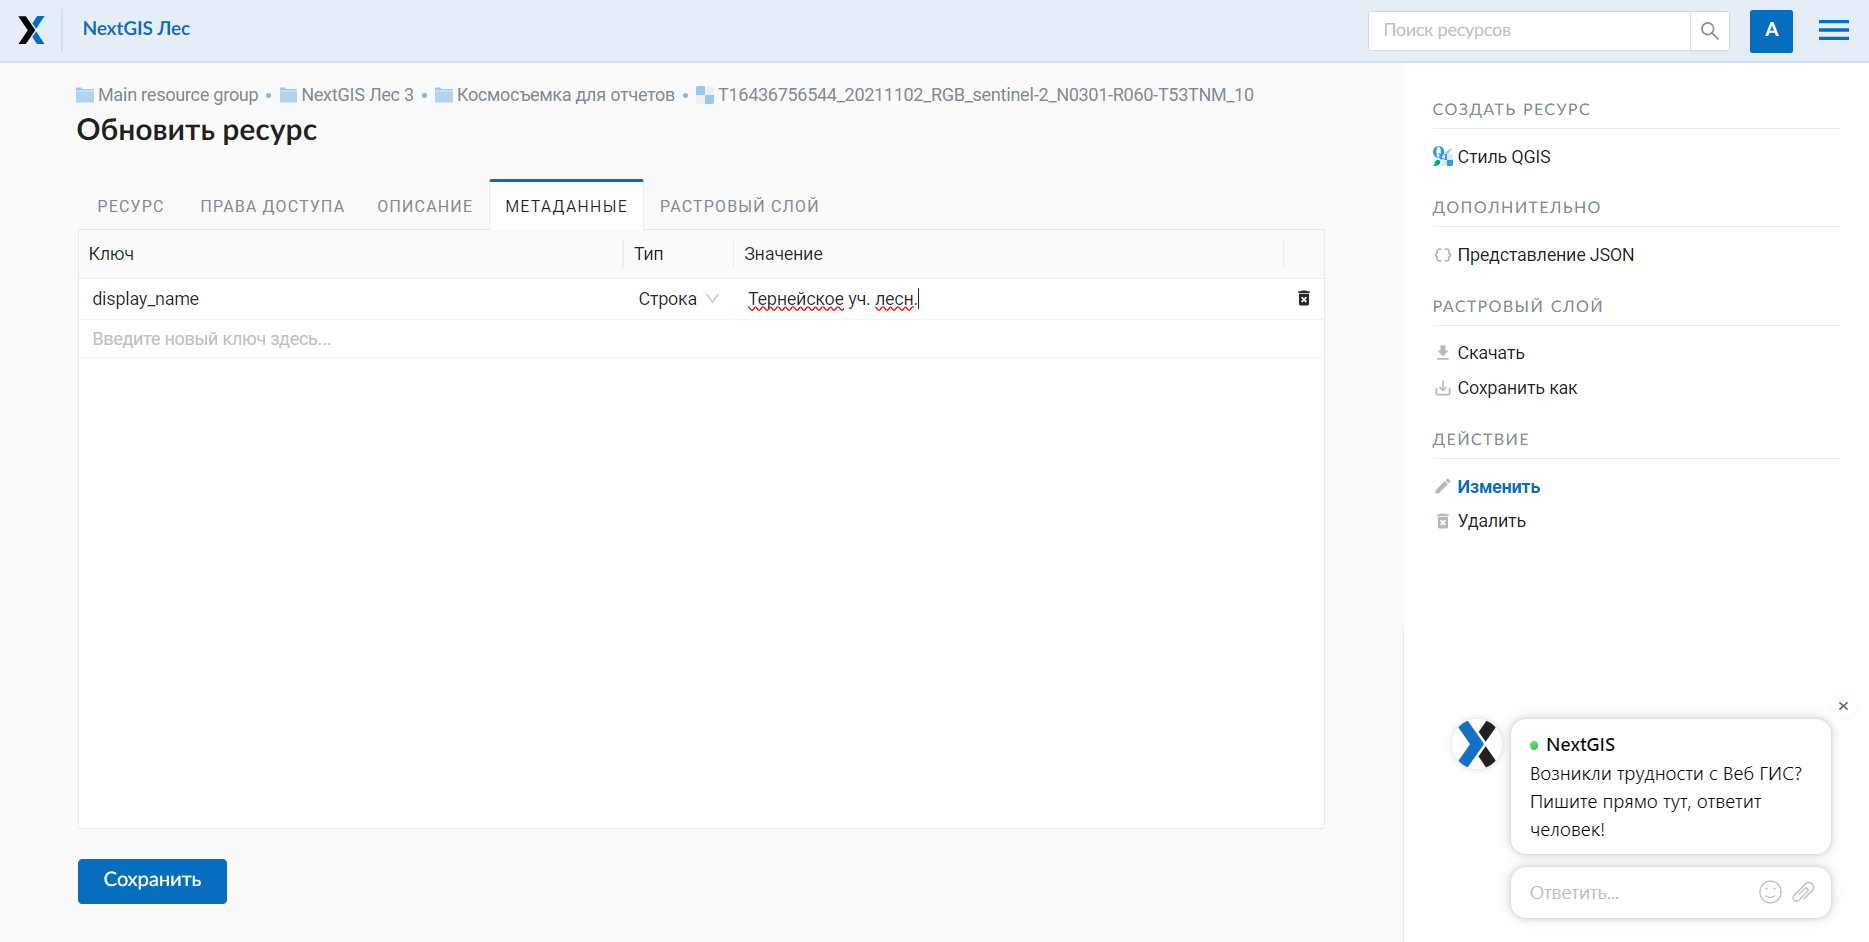 NextGIS Лес
Поиск ресурсов
A
Main resource group • NextGIS Лес 3 • Космосъемка для отчетов • T16436756544_20211102_RGB_sentinel-2_N0301-R060-T53TNM_10
Обновить ресурс
РЕСУРС ПРАВА ДОСТУПА ОПИСАНИЕ МЕТАДАННЫЕ РАСТРОВЫЙ СЛОЙ
Ключ Тип Значение
display_name Строка Тернейское уч. лесн.
Введите новый ключ здесь...
Сохранить
СОЗДАТЬ РЕСУРС
Стиль QGIS
ДОПОЛНИТЕЛЬНО
Представление JSON
РАСТРОВЫЙ СЛОЙ
Скачать
Сохранить как
ДЕЙСТВИЕ
Изменить
Удалить
NextGIS
Возникли трудности с Веб ГИС?
Пишите прямо тут, ответит
человек!
Ответить...